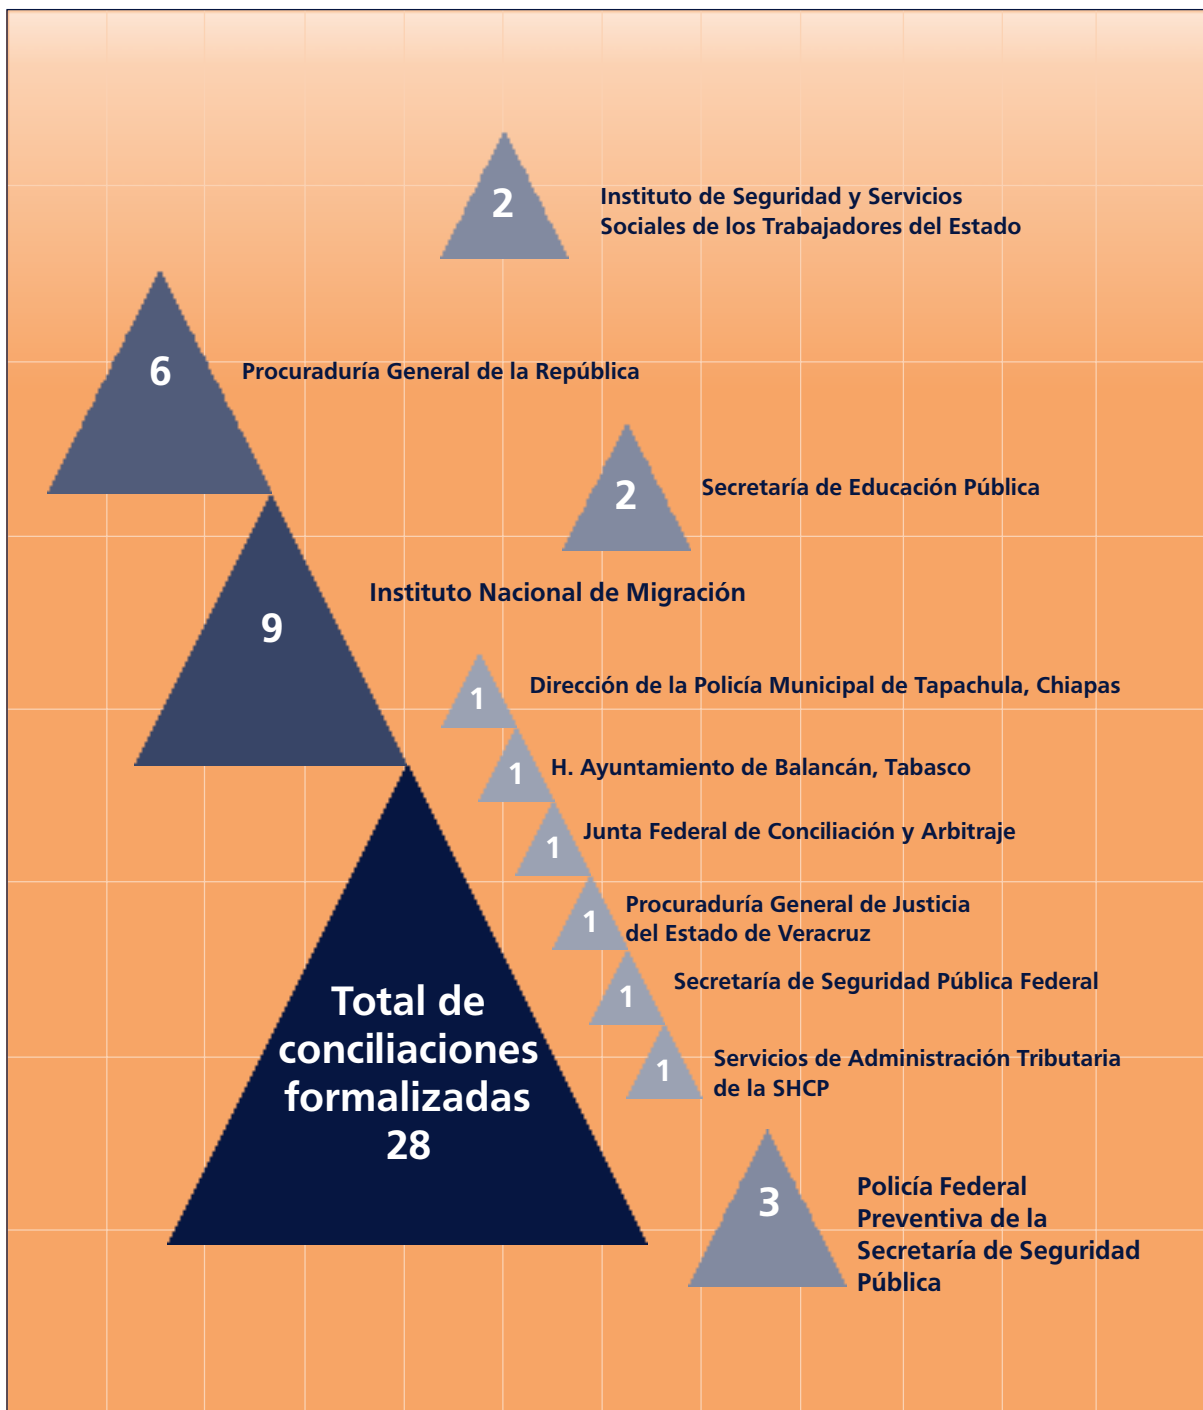 2
Instituto de Seguridad y Servicios
Sociales de los Trabajadores del Estado
6
Procuraduría General de la República
2
Secretaría de Educación Pública
9
Instituto Nacional de Migración
1
Dirección de la Policía Municipal de Tapachula, Chiapas
1
H. Ayuntamiento de Balancán, Tabasco
1
Junta Federal de Conciliación y Arbitraje
1
Procuraduría General de Justicia
del Estado de Veracruz
1
Secretaría de Seguridad Pública Federal
1
Servicios de Administración Tributaria
de la SHCP
Total de
conciliaciones
formalizadas
28
3
Policía Federal
Preventiva de la
Secretaría de Seguridad
Pública